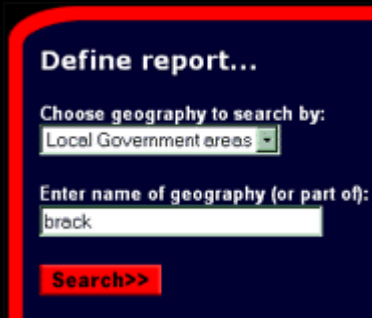 Define report...
Choose geography to search by:
Local Government areas
Enter name of geography (or part of):
brack
Search>>